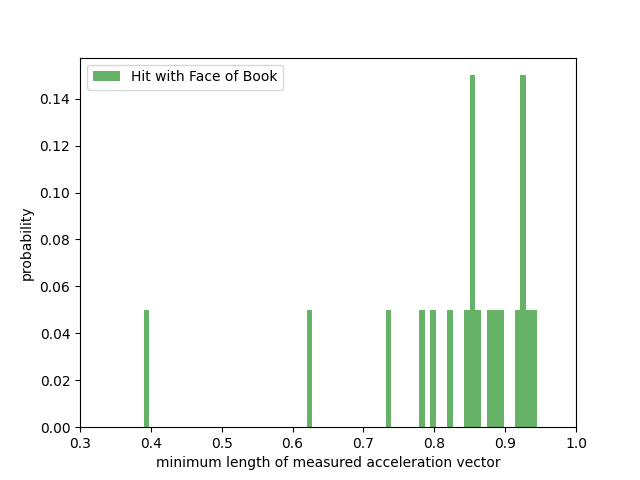 Hit with Face of Book
0.14
0.12
0.10
0.08
0.06
0.04
0.02
0.00
probability
0.3 0.4 0.5 0.6 0.7 0.8 0.9 1.0
minimum length of measured acceleration vector